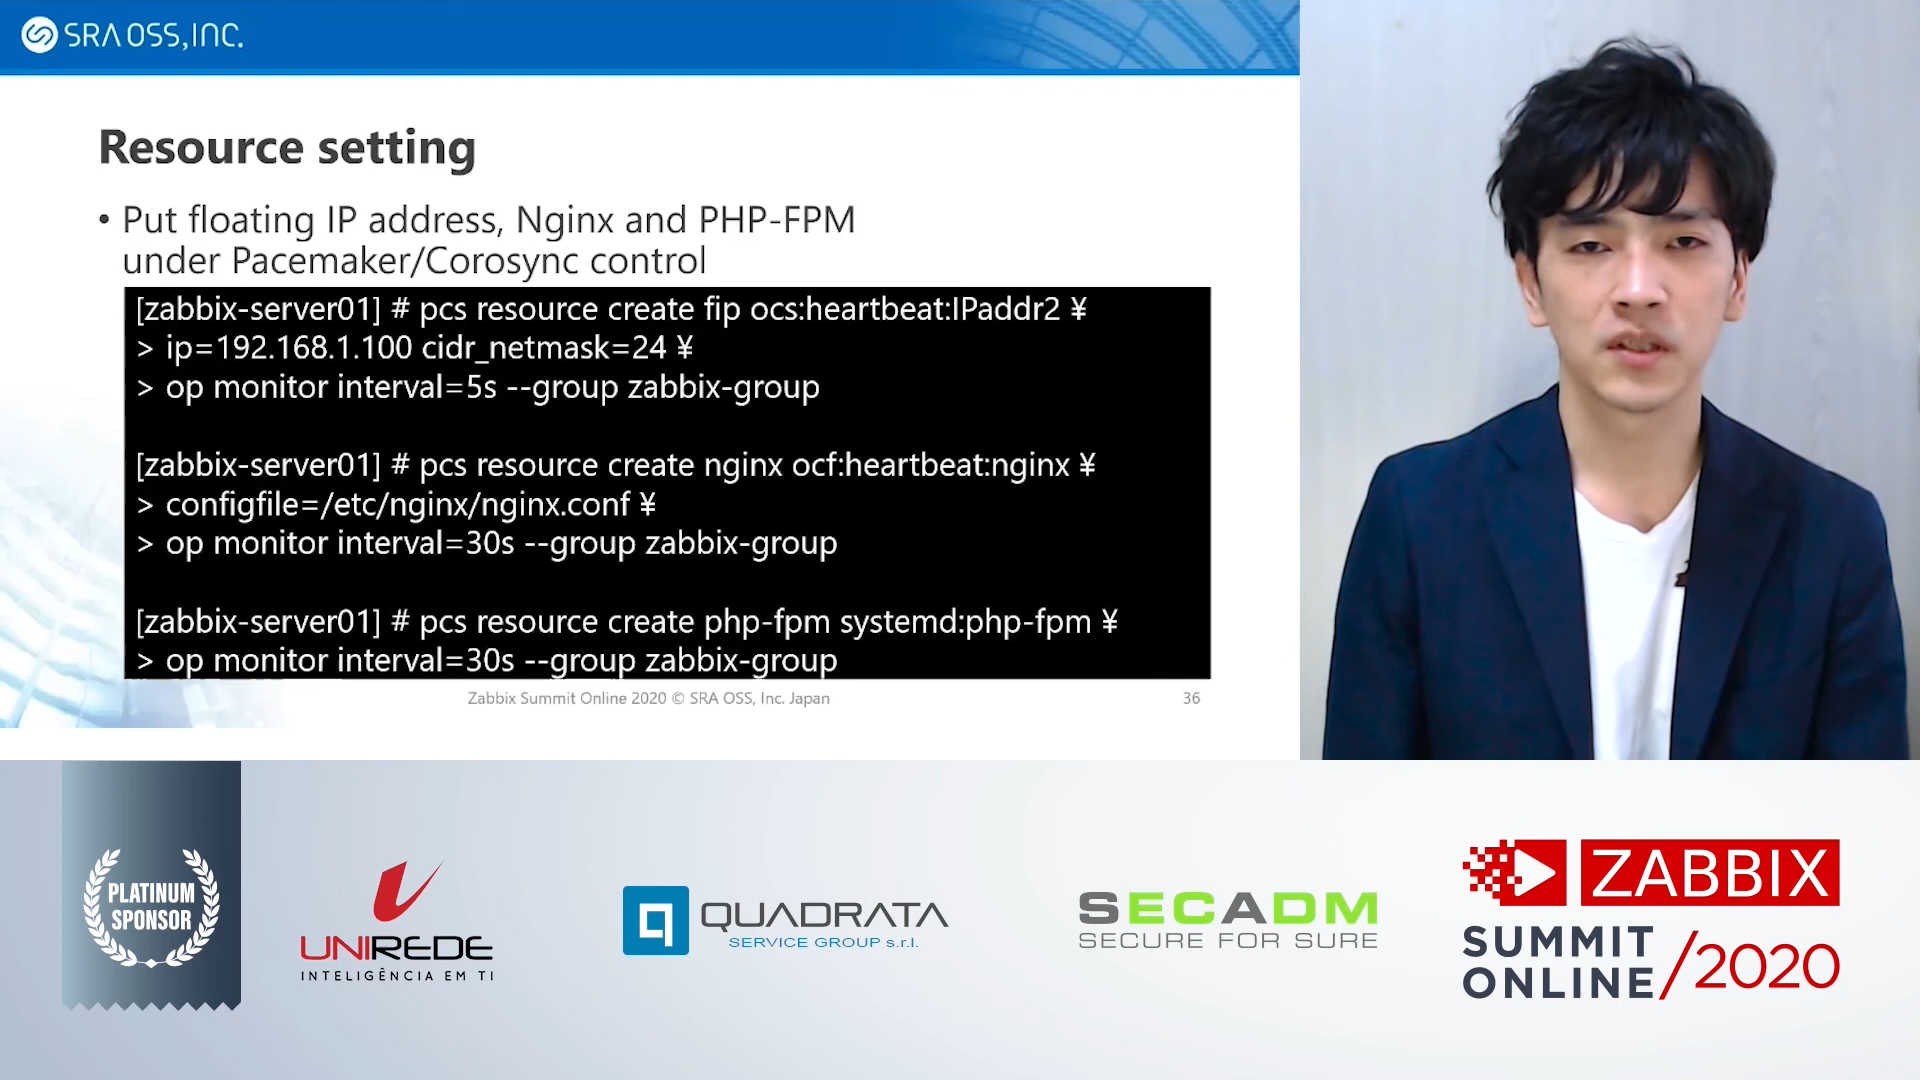 SRA OSS, INC.
Resource setting
• Put floating IP address, Nginx and PHP-FPM
under Pacemaker/Corosync control
[zabbix-server01] # pcs resource create fip ocs:heartbeat:IPaddr2 ¥
> ip=192.168.1.100 cidr_netmask=24 ¥
> op monitor interval=5s --group zabbix-group
[zabbix-server01] # pcs resource create nginx ocf:heartbeat:nginx ¥
> configfile=/etc/nginx/nginx.conf ¥
> op monitor interval=30s --group zabbix-group
[zabbix-server01] # pcs resource create php-fpm systemd:php-fpm ¥
> op monitor interval=30s --group zabbix-group
Zabbix Summit Online 2020 © SRA OSS, Inc. Japan
36
PLATINUM
SPONSOR
UNIREDE
INTELIGÊNCIA EM TI
QUADRATA
SERVICE GROUP s.r.l.
SECADM
SECURE FOR SURE
ZABBIX
SUMMIT
ONLINE /2020